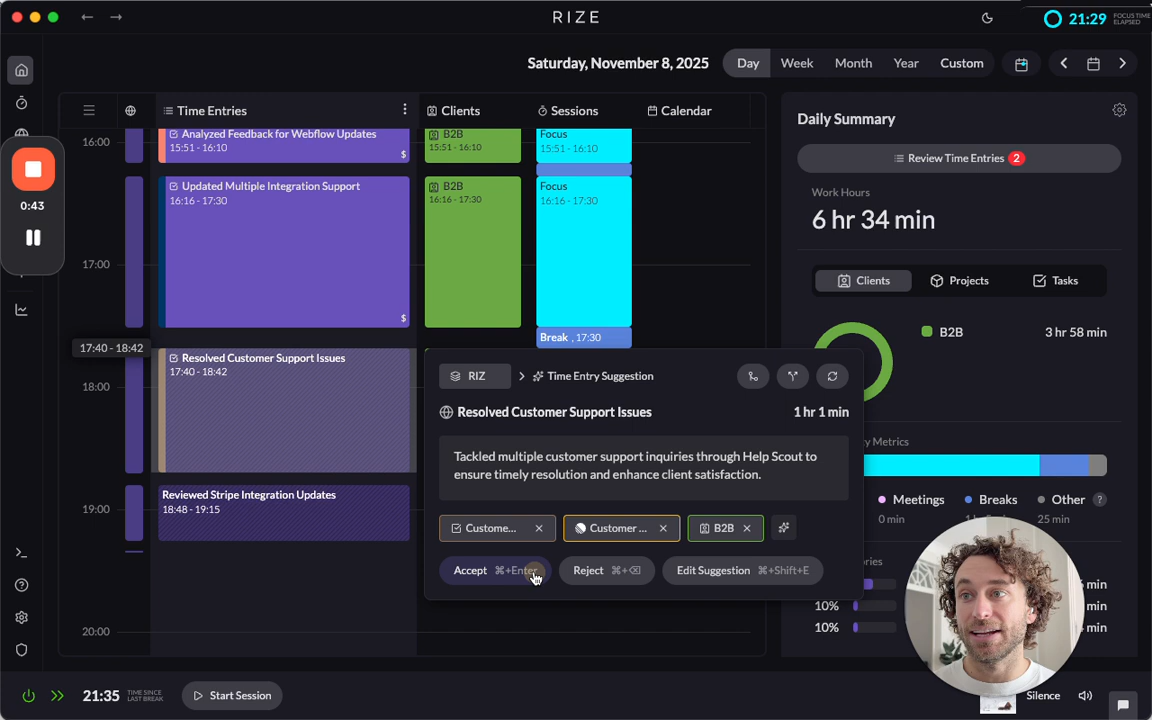 RIZE
21:29
FOCUS TIME
ELAPSED
Saturday, November 8, 2025
Day
Week
Month
Year
Custom
Time Entries
Clients
Sessions
Calendar
Daily Summary
16:00
Analyzed Feedback for Webflow Updates
15:51 - 16:10
$
B2B
15:51 - 16:10
Focus
15:51 - 16:10
Review Time Entries 2
0:43
Updated Multiple Integration Support
16:16 - 17:30
$
B2B
16:16 - 17:30
Focus
16:16 - 17:30
Work Hours
6 hr 34 min
17:00
Clients
Projects
Tasks
B2B
3 hr 58 min
Break , 17:30
17:40 - 18:42
Resolved Customer Support Issues
17:40 - 18:42
18:00
RIZ
Time Entry Suggestion
Resolved Customer Support Issues
1 hr 1 min
Tackled multiple customer support inquiries through Help Scout to
ensure timely resolution and enhance client satisfaction.
Custome...
Customer ...
B2B
Accept ⌘+Enter
Reject ⌘+⌫
Edit Suggestion ⌘+Shift+E
Metrics
Meetings
Breaks
Other ?
0 min
25 min
min
10%
min
10%
min
19:00
Reviewed Stripe Integration Updates
18:48 - 19:15
20:00
21:35
TIME SINCE
LAST BREAK
Start Session
Silence